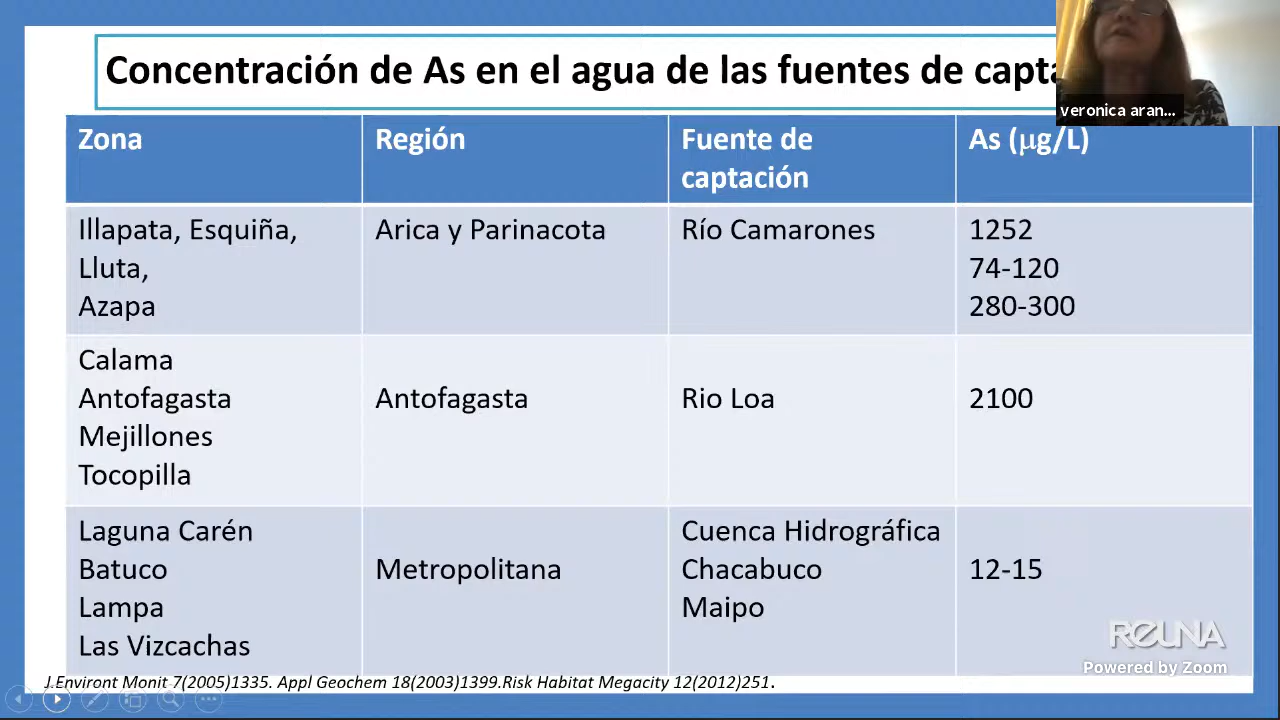 Concentración de As en el agua de las fuentes de
veronica aran...
Zona
Región
Fuente de
captación
As (µg/L)
Illapata, Esquiña,
Lluta,
Azapa
Arica y Parinacota
Río Camarones
1252
74-120
280-300
Calama
Antofagasta
Mejillones
Tocopilla
Antofagasta
Rio Loa
2100
Laguna Carén
Batuco
Lampa
Las Vizcachas
Metropolitana
Cuenca Hidrográfica
Chacabuco
Maipo
12-15
REUNA
Powered by Zoom
J.Environt Monit 7(2005)1335. Appl Geochem 18(2003)1399.Risk Habitat Megacity 12(2012)251.